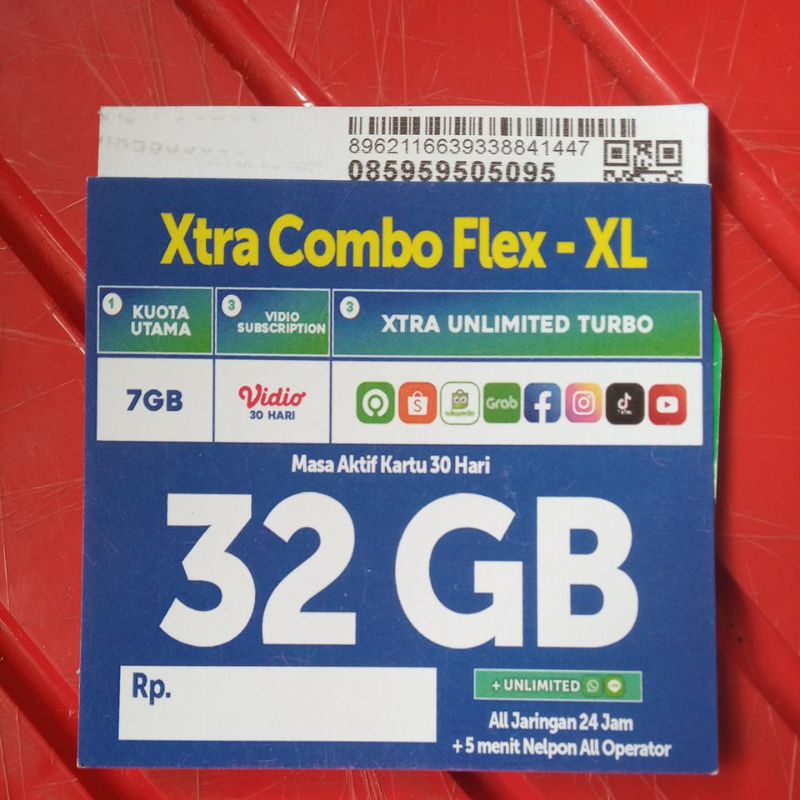 8962116639338841447
085959505095
Xtra Combo Flex - XL
1 KUOTA UTAMA
3 VIDIO SUBSCRIPTION
3 XTRA UNLIMITED TURBO
7GB
Vidio
30 HARI
tokopedia
Grab
Masa Aktif Kartu 30 Hari
32 GB
Rp.
+ UNLIMITED
All Jaringan 24 Jam
+ 5 menit Nelpon All Operator